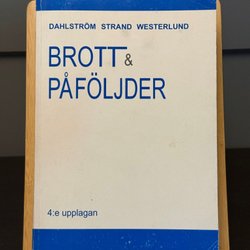 DAHLSTRÖM STRAND WESTERLUND
BROTT &
PÅFÖLJDER
4:e upplagan